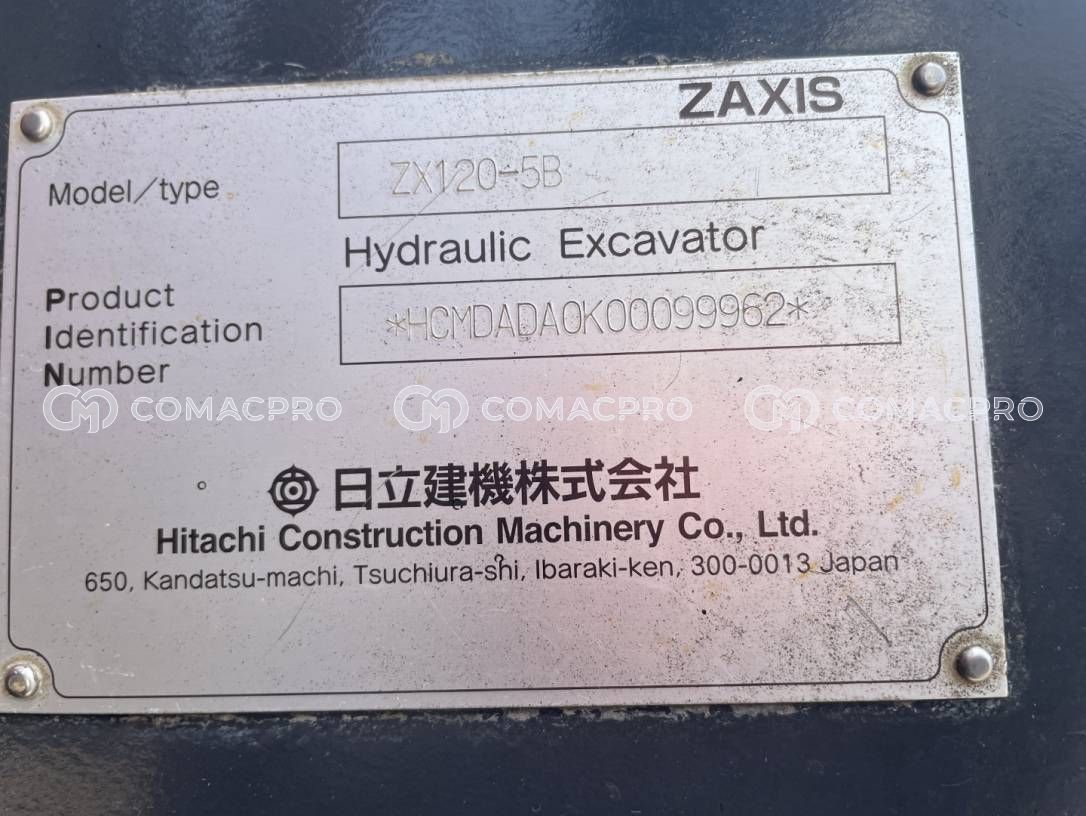 ZAXIS
Model/type ZX120-5B
Hydraulic Excavator
Product
Identification
Number
*HCMDADA0K00099962*
COMACPRO COMACPRO COMACPRO
日立建機株式会社
Hitachi Construction Machinery Co., Ltd.
650, Kandatsu-machi, Tsuchiura-shi, Ibaraki-ken, 300-0013 Japan